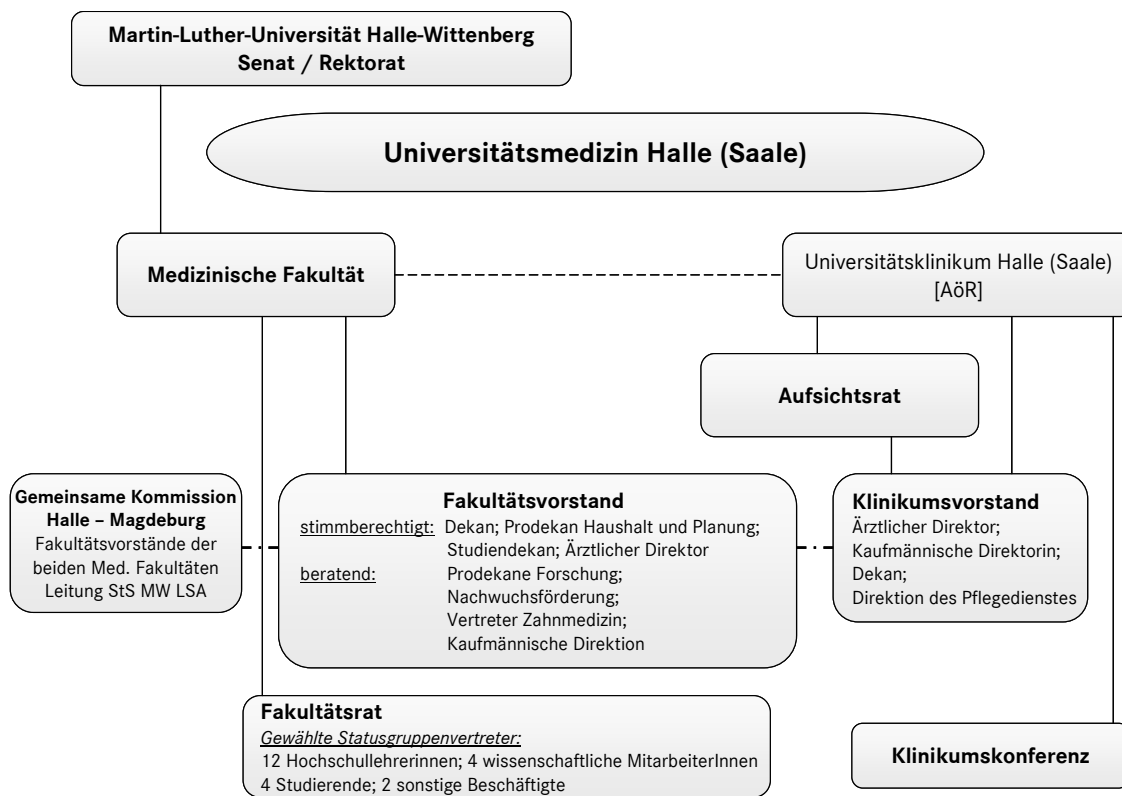 Martin-Luther-Universität Halle-Wittenberg
Senat / Rektorat
Universitätsmedizin Halle (Saale)
Medizinische Fakultät
Universitätsklinikum Halle (Saale)
[AöR]
Aufsichtsrat
Gemeinsame Kommission
Halle – Magdeburg
Fakultätsvorstände der
beiden Med. Fakultäten
Leitung StS MW LSA
Fakultätsvorstand
stimmberechtigt: Dekan; Prodekan Haushalt und Planung;
Studiendekan; Ärztlicher Direktor
beratend: Prodekane Forschung;
Nachwuchsförderung;
Vertreter Zahnmedizin;
Kaufmännische Direktion
Klinikumsvorstand
Ärztlicher Direktor;
Kaufmännische Direktorin;
Dekan;
Direktion des Pflegedienstes
Fakultätsrat
Gewählte Statusgruppenvertreter:
12 Hochschullehrerinnen; 4 wissenschaftliche MitarbeiterInnen
4 Studierende; 2 sonstige Beschäftigte
Klinikumskonferenz